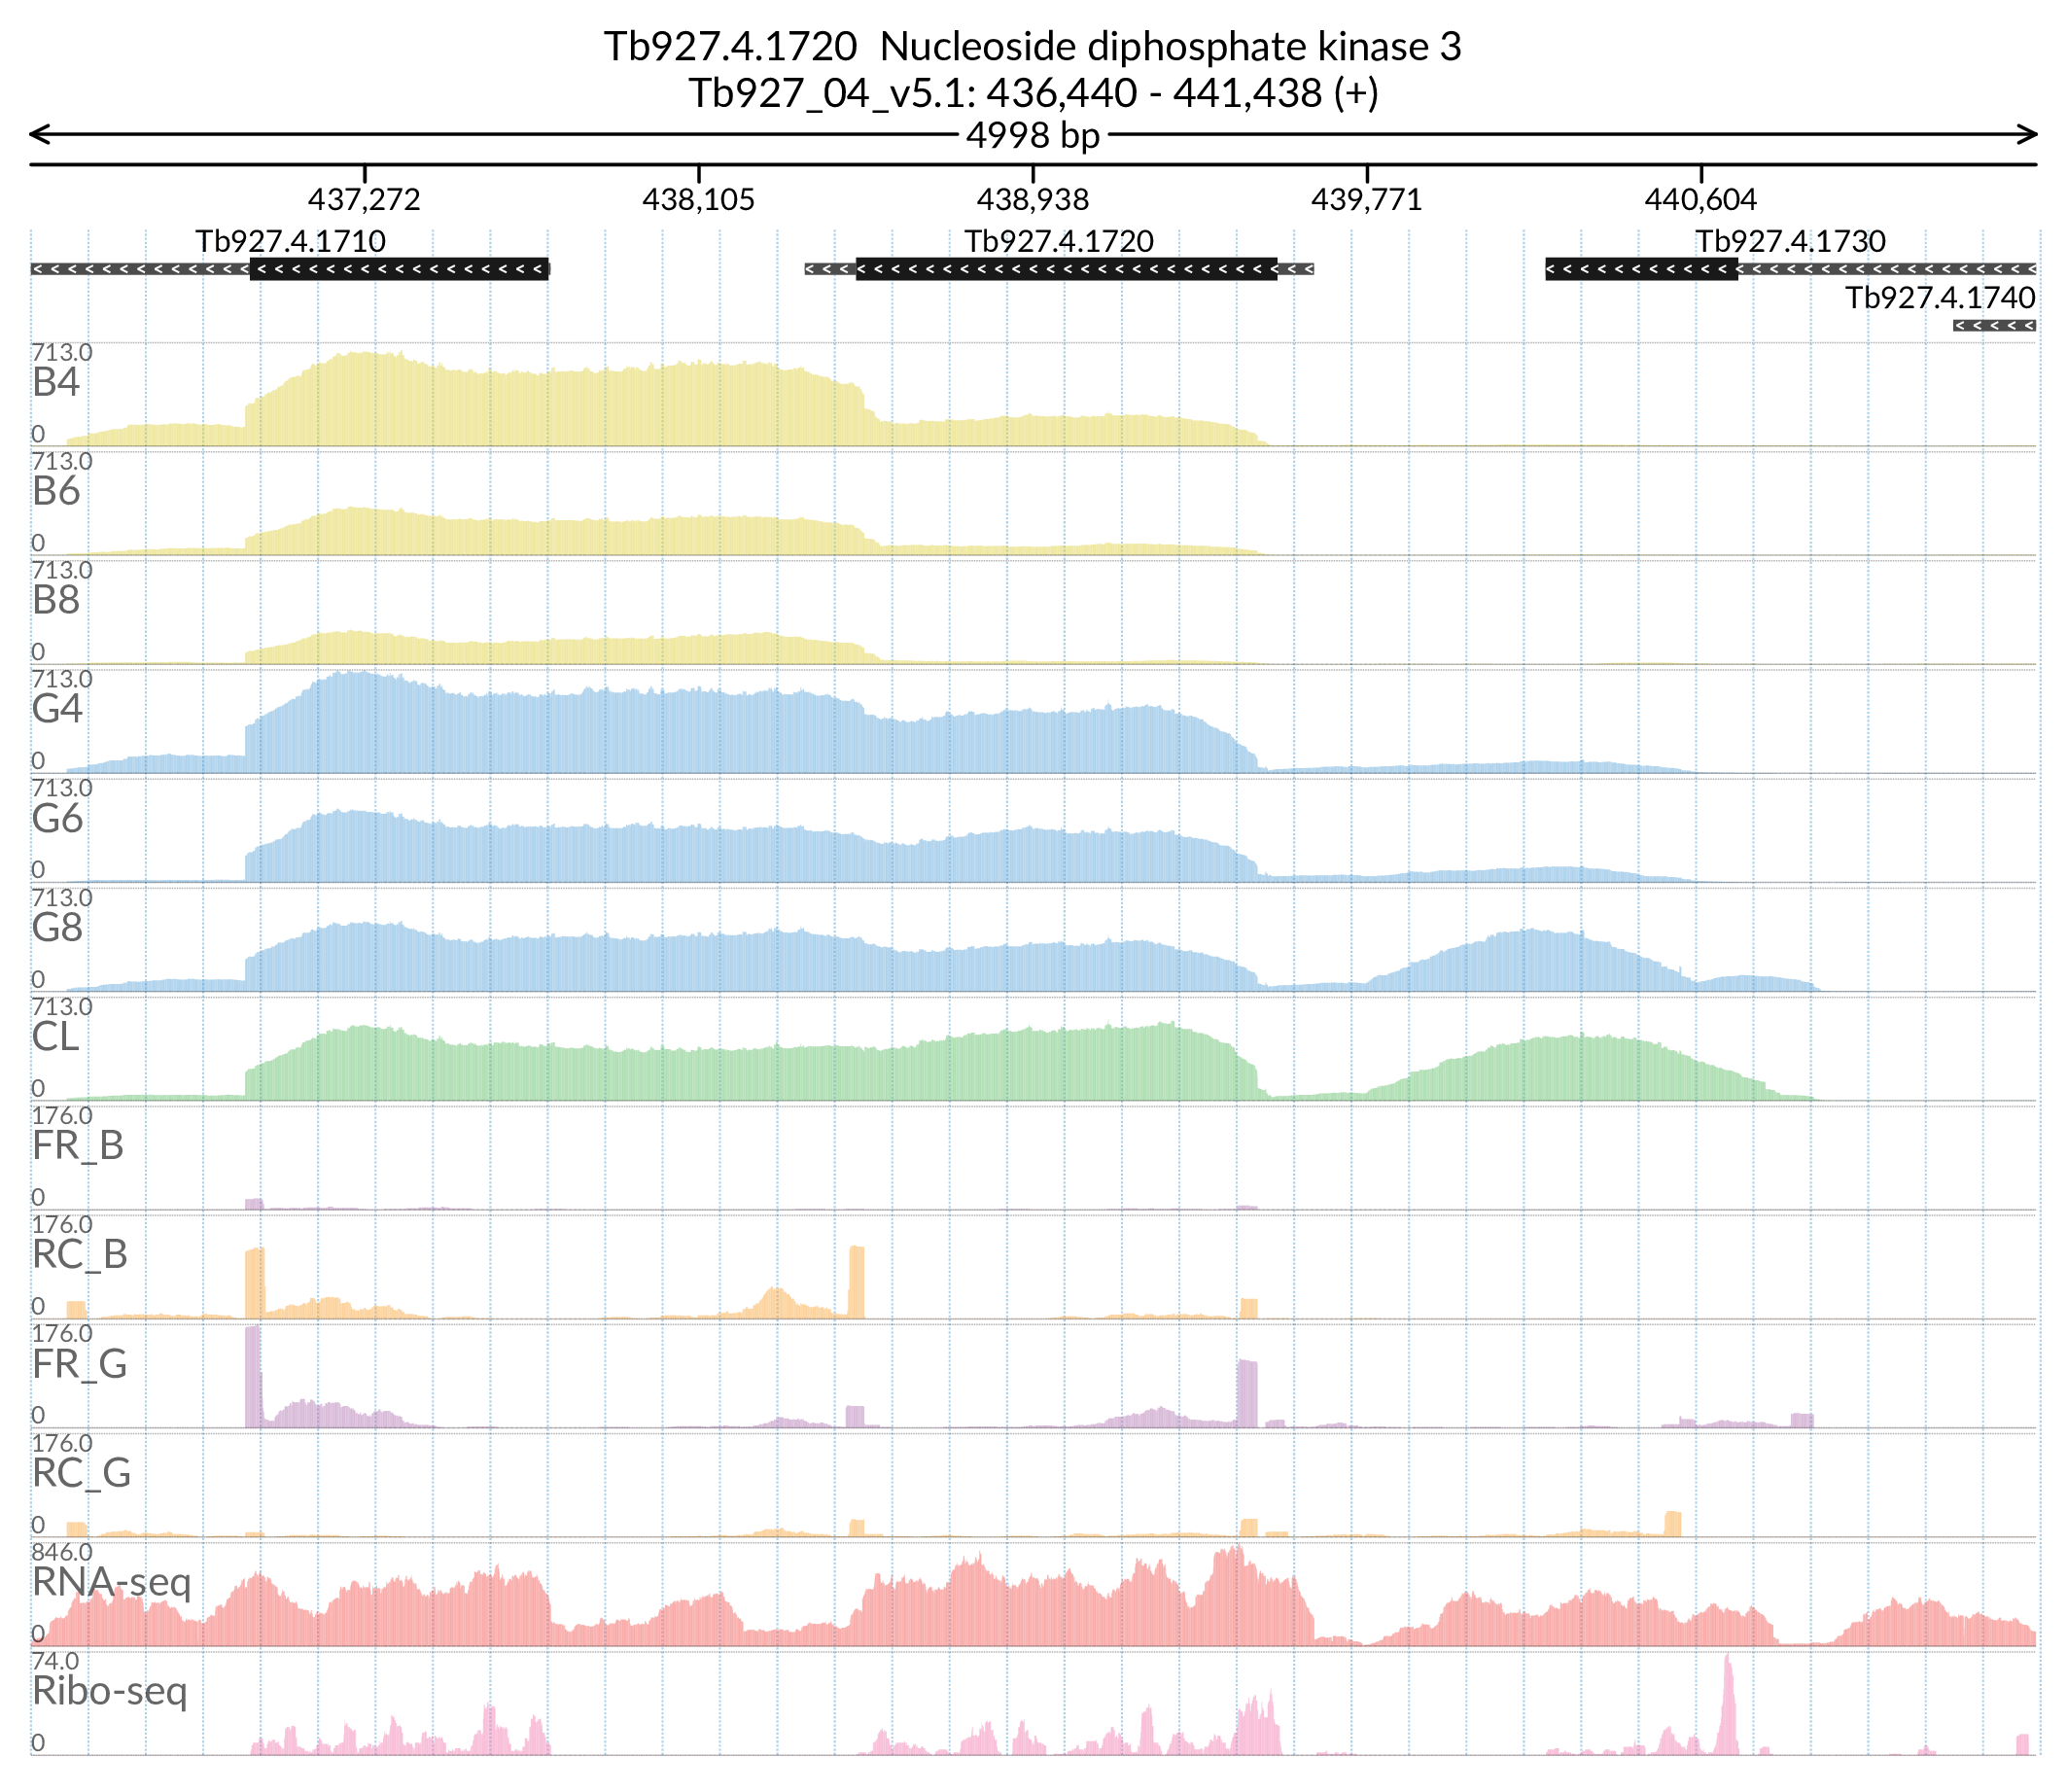 Tb927.4.1720 Nucleoside diphosphate kinase 3
Tb927_04_v5.1: 436,440 - 441,438 (+)
4998 bp
437,272 438,105 438,938 439,771 440,604
Tb927.4.1710 Tb927.4.1720 Tb927.4.1730
Tb927.4.1740
713.0
B4
0
713.0
B6
0
713.0
B8
0
713.0
G4
0
713.0
G6
0
713.0
G8
0
713.0
CL
0
176.0
FR_B
0
176.0
RC_B
0
176.0
FR_G
0
176.0
RC_G
0
846.0
RNA-seq
0
74.0
Ribo-seq
0